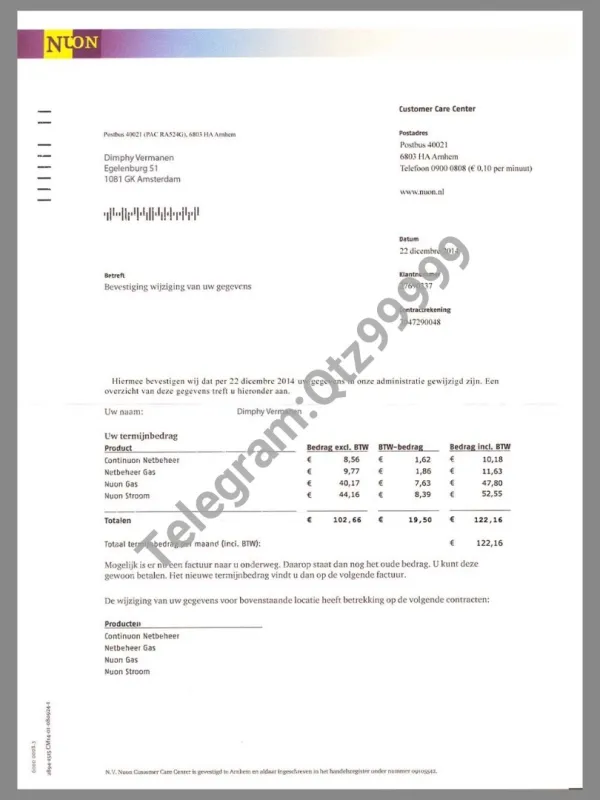 NUON
Customer Care Center
Postbus 40021 (PAC RA524G), 6803 HA Arnhem
Postadres
Postbus 40021
6803 HA Arnhem
Telefoon 0900 0808 (€ 0,10 per minuut)
www.nuon.nl
Dimphy Vermanen
Egelenburg 51
1081 GK Amsterdam
Datum
22 dicembre 2014
Betreft
Bevestiging wijziging van uw gegevens
Klantnummer
27690337
Contractrekening
7047290048
Telegram:Qtz99999
Hiermee bevestigen wij dat per 22 dicembre 2014 uw gegevens in onze administratie gewijzigd zijn. Een
overzicht van deze gegevens treft u hieronder aan.
Uw naam: Dimphy Vermanen
Uw termijnbedrag
Product Bedrag excl. BTW BTW-bedrag Bedrag incl. BTW
Continuon Netbeheer € 8,56 € 1,62 € 10,18
Netbeheer Gas € 9,77 € 1,86 € 11,63
Nuon Gas € 40,17 € 7,63 € 47,80
Nuon Stroom € 44,16 € 8,39 € 52,55
Totalen € 102,66 € 19,50 € 122,16
Totaal termijnbedrag per maand (incl. BTW): € 122,16
Mogelijk is er nu een factuur naar u onderweg. Daarop staat dan nog het oude bedrag. U kunt deze
gewoon betalen. Het nieuwe termijnbedrag vindt u dan op de volgende factuur.
De wijziging van uw gegevens voor bovenstaande locatie heeft betrekking op de volgende contracten:
Producten
Continuon Netbeheer
Netbeheer Gas
Nuon Gas
Nuon Stroom
N.V. Nuon Customer Care Center is gevestigd te Arnhem en aldaar ingeschreven in het handelsregister under nummer